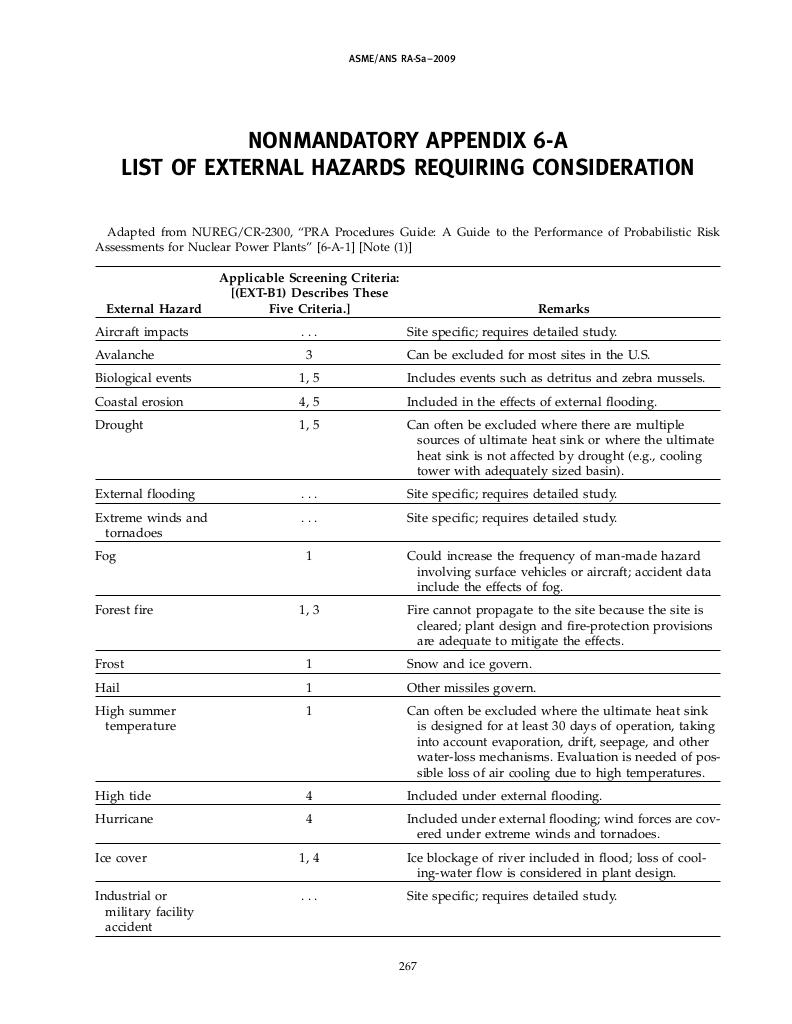 ASME/ANS RA-Sa–2009
NONMANDATORY APPENDIX 6-A
LIST OF EXTERNAL HAZARDS REQUIRING CONSIDERATION
Adapted from NUREG/CR-2300, “PRA Procedures Guide: A Guide to the Performance of Probabilistic Risk
Assessments for Nuclear Power Plants” [6-A-1] [Note (1)]
Applicable Screening Criteria:
[(EXT-B1) Describes These
External Hazard Five Criteria.] Remarks
Aircraft impacts . . . Site specific; requires detailed study.
Avalanche 3 Can be excluded for most sites in the U.S.
Biological events 1, 5 Includes events such as detritus and zebra mussels.
Coastal erosion 4, 5 Included in the effects of external flooding.
Drought 1, 5 Can often be excluded where there are multiple
sources of ultimate heat sink or where the ultimate
heat sink is not affected by drought (e.g., cooling
tower with adequately sized basin).
External flooding . . . Site specific; requires detailed study.
Extreme winds and . . . Site specific; requires detailed study.
tornadoes
Fog 1 Could increase the frequency of man-made hazard
involving surface vehicles or aircraft; accident data
include the effects of fog.
Forest fire 1, 3 Fire cannot propagate to the site because the site is
cleared; plant design and fire-protection provisions
are adequate to mitigate the effects.
Frost 1 Snow and ice govern.
Hail 1 Other missiles govern.
High summer 1 Can often be excluded where the ultimate heat sink
temperature is designed for at least 30 days of operation, taking
into account evaporation, drift, seepage, and other
water-loss mechanisms. Evaluation is needed of pos-
sible loss of air cooling due to high temperatures.
High tide 4 Included under external flooding.
Hurricane 4 Included under external flooding; wind forces are cov-
ered under extreme winds and tornadoes.
Ice cover 1, 4 Ice blockage of river included in flood; loss of cool-
ing-water flow is considered in plant design.
Industrial or . . . Site specific; requires detailed study.
military facility
accident
267